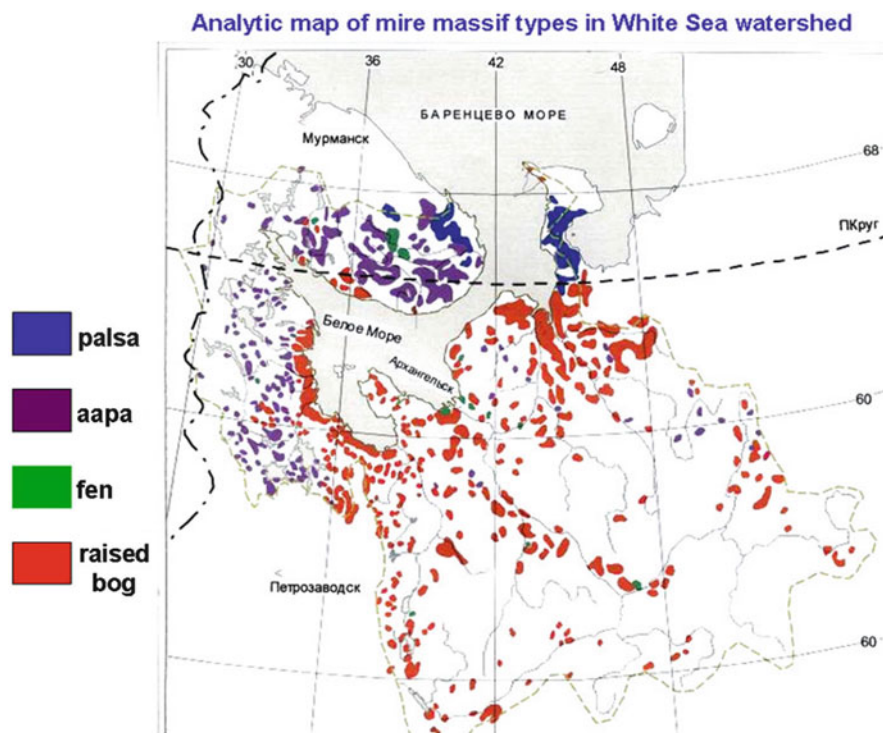 Analytic map of mire massif types in White Sea watershed
30
36
42
48
БАРЕНЦЕВО МОРЕ
Мурманск
68
ПКруг
Белое Море
Архангельск
60
Петрозаводск
60
palsa
aapa
fen
raised
bog